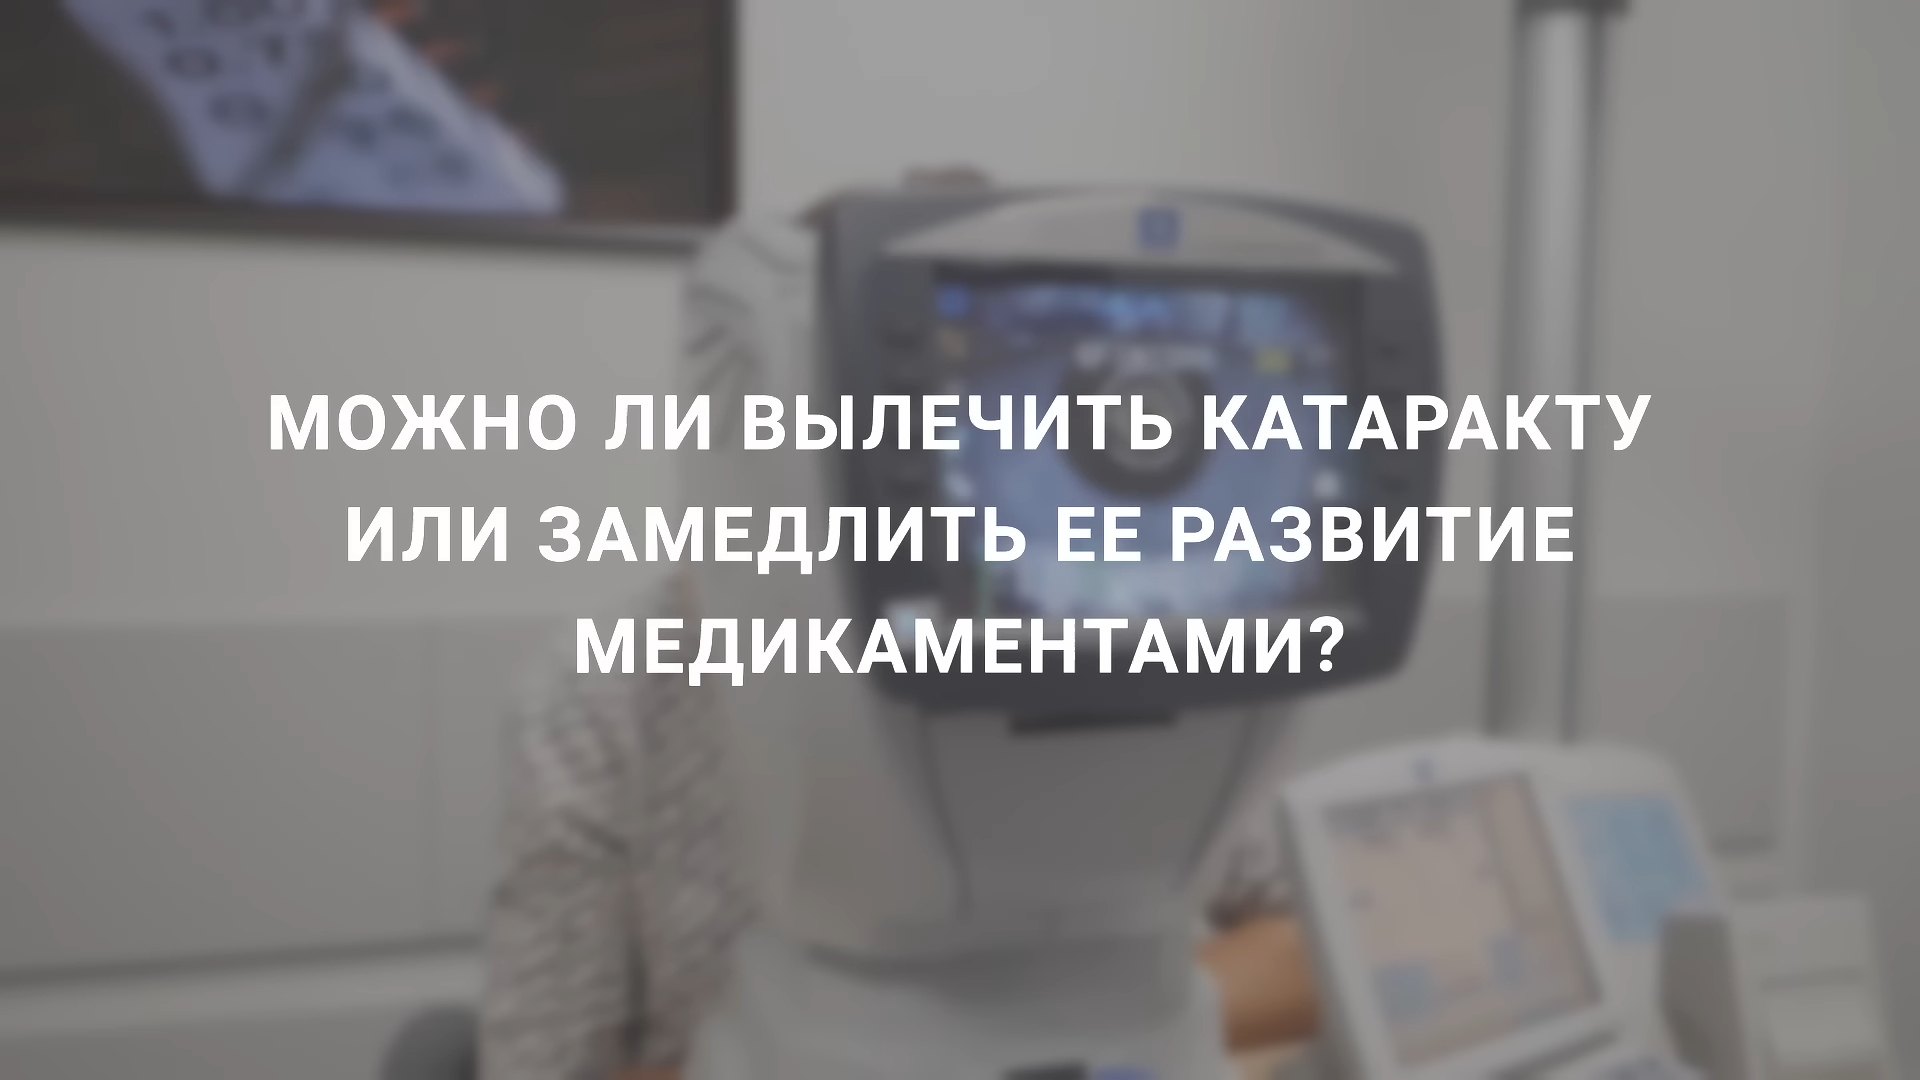 МОЖНО ЛИ ВЫЛЕЧИТЬ КАТАРАКТУ
ИЛИ ЗАМЕДЛИТЬ ЕЕ РАЗВИТИЕ
МЕДИКАМЕНТАМИ?